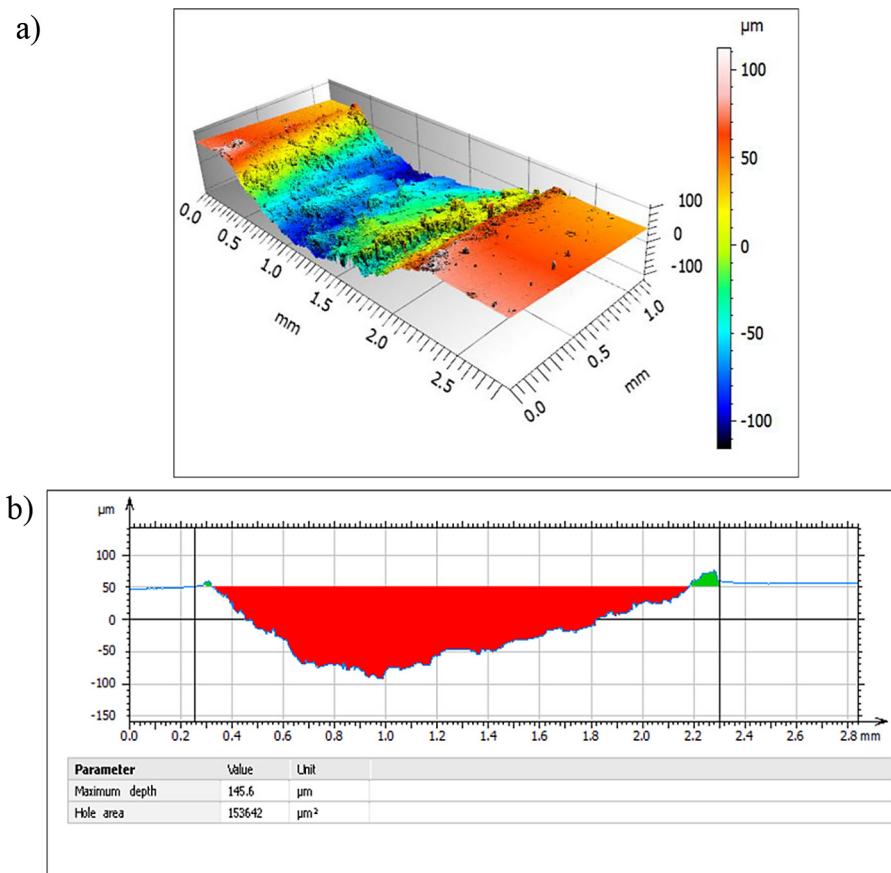 a)
µm
100
50
0
-50
-100
100
0
-100
0.0
0.5
1.0
1.5
2.0
2.5
mm
0.0
0.5
1.0
mm
b)
µm
100
50
0
-50
-100
-150
0.0 0.2 0.4 0.6 0.8 1.0 1.2 1.4 1.6 1.8 2.0 2.2 2.4 2.6 2.8 mm
Parameter Value Unit
Maximum depth 145.6 µm
Hole area 153642 µm²